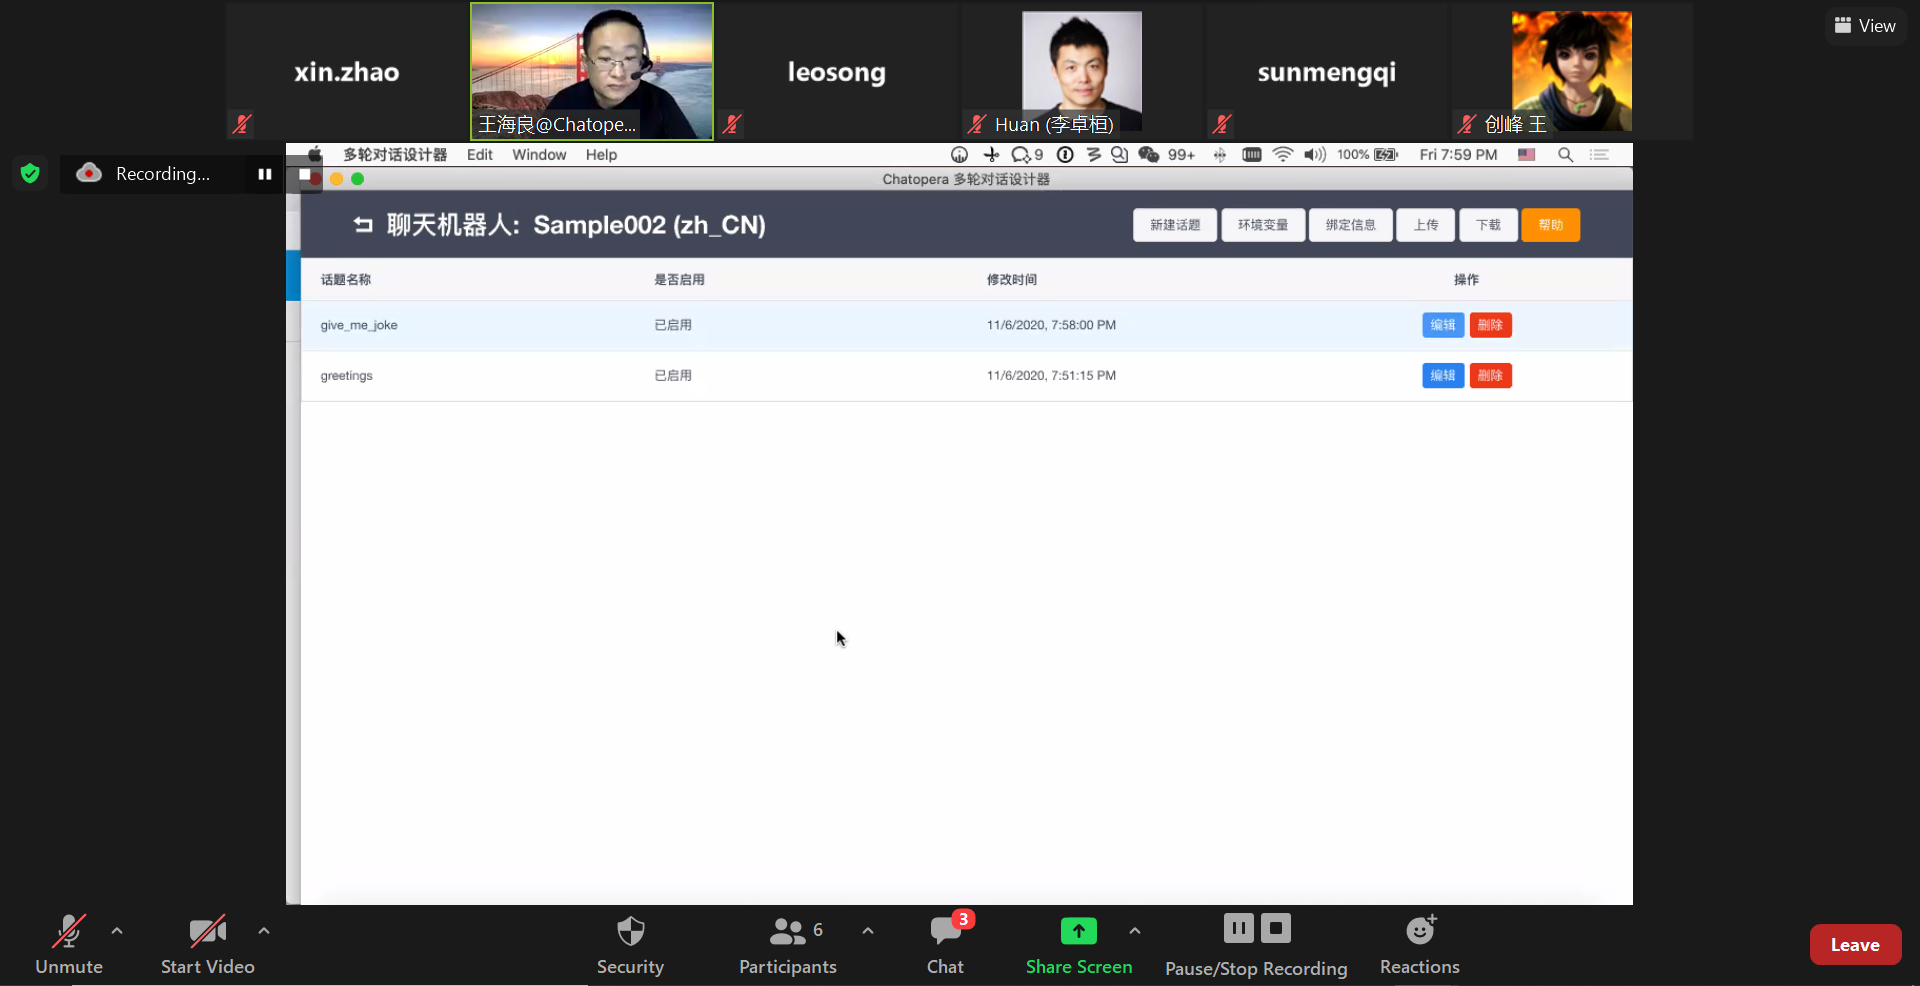 xin.zhao
王海良@Chatope...
leosong
Huan (李卓桓)
sunmengqi
创峰 王
View
Recording...
多轮对话设计器 Edit Window Help 9 99+ 100% Fri 7:59 PM
Chatopera 多轮对话设计器
聊天机器人: Sample002 (zh_CN) 新建话题 环境变量 绑定信息 上传 下载 帮助
话题名称 是否启用 修改时间 操作
give_me_joke 已启用 11/6/2020, 7:58:00 PM 编辑 删除
greetings 已启用 11/6/2020, 7:51:15 PM 编辑 删除
6 3
Unmute Start Video Security Participants Chat Share Screen Pause/Stop Recording Reactions Leave